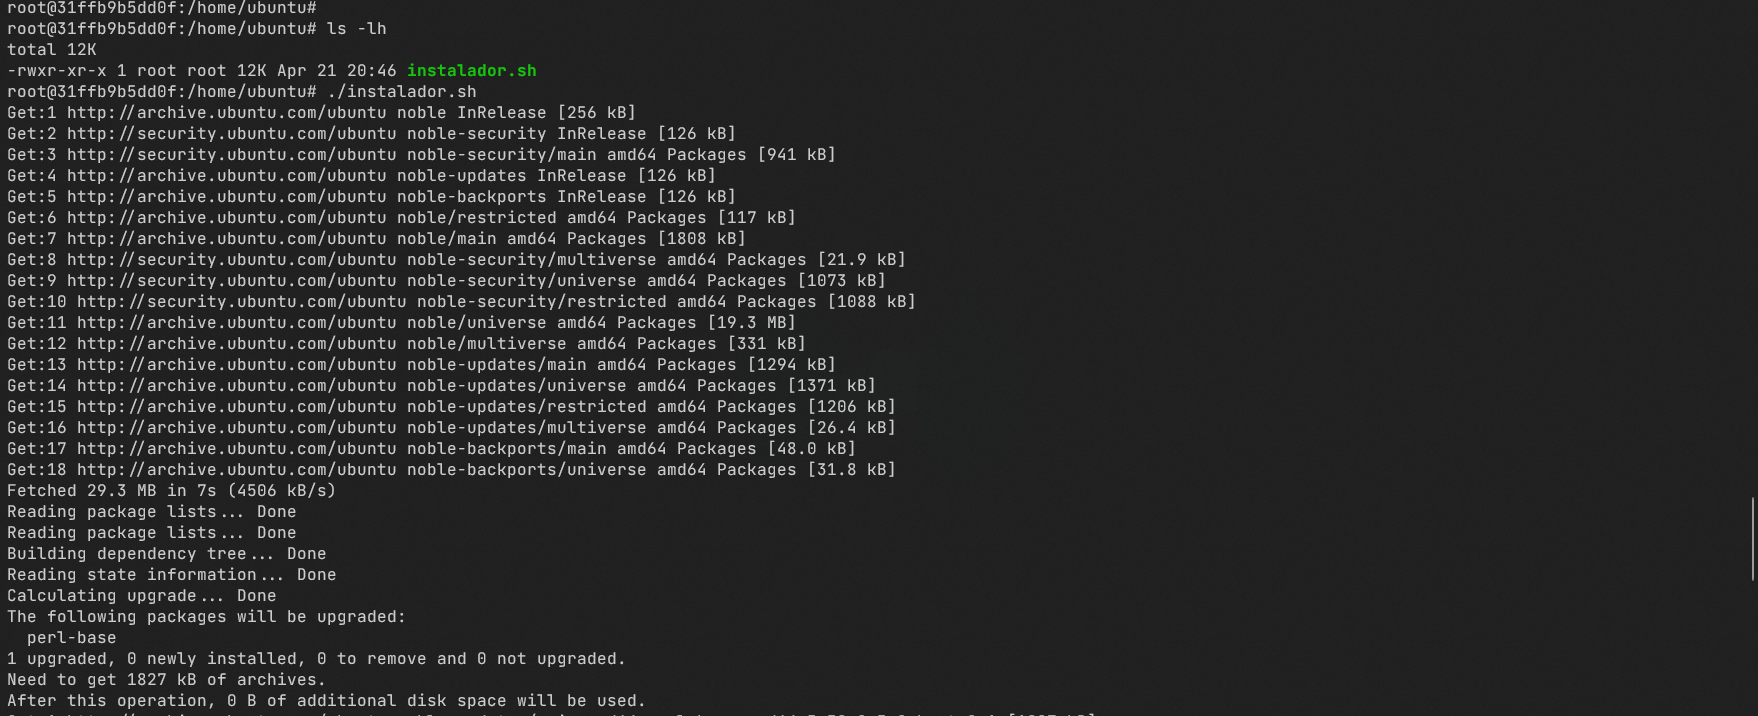 root@31ffb9b5dd0f:/home/ubuntu#
root@31ffb9b5dd0f:/home/ubuntu# ls -lh
total 12K
-rwxr-xr-x 1 root root 12K Apr 21 20:46 instalador.sh
root@31ffb9b5dd0f:/home/ubuntu# ./instalador.sh
Get:1 http://archive.ubuntu.com/ubuntu noble InRelease [256 kB]
Get:2 http://security.ubuntu.com/ubuntu noble-security InRelease [126 kB]
Get:3 http://security.ubuntu.com/ubuntu noble-security/main amd64 Packages [941 kB]
Get:4 http://archive.ubuntu.com/ubuntu noble-updates InRelease [126 kB]
Get:5 http://archive.ubuntu.com/ubuntu noble-backports InRelease [126 kB]
Get:6 http://archive.ubuntu.com/ubuntu noble/restricted amd64 Packages [117 kB]
Get:7 http://archive.ubuntu.com/ubuntu noble/main amd64 Packages [1808 kB]
Get:8 http://security.ubuntu.com/ubuntu noble-security/multiverse amd64 Packages [21.9 kB]
Get:9 http://security.ubuntu.com/ubuntu noble-security/universe amd64 Packages [1073 kB]
Get:10 http://security.ubuntu.com/ubuntu noble-security/restricted amd64 Packages [1088 kB]
Get:11 http://archive.ubuntu.com/ubuntu noble/universe amd64 Packages [19.3 MB]
Get:12 http://archive.ubuntu.com/ubuntu noble/multiverse amd64 Packages [331 kB]
Get:13 http://archive.ubuntu.com/ubuntu noble-updates/main amd64 Packages [1294 kB]
Get:14 http://archive.ubuntu.com/ubuntu noble-updates/universe amd64 Packages [1371 kB]
Get:15 http://archive.ubuntu.com/ubuntu noble-updates/restricted amd64 Packages [1206 kB]
Get:16 http://archive.ubuntu.com/ubuntu noble-updates/multiverse amd64 Packages [26.4 kB]
Get:17 http://archive.ubuntu.com/ubuntu noble-backports/main amd64 Packages [48.0 kB]
Get:18 http://archive.ubuntu.com/ubuntu noble-backports/universe amd64 Packages [31.8 kB]
Fetched 29.3 MB in 7s (4506 kB/s)
Reading package lists... Done
Reading package lists... Done
Building dependency tree... Done
Reading state information... Done
Calculating upgrade... Done
The following packages will be upgraded:
  perl-base
1 upgraded, 0 newly installed, 0 to remove and 0 not upgraded.
Need to get 1827 kB of archives.
After this operation, 0 B of additional disk space will be used.